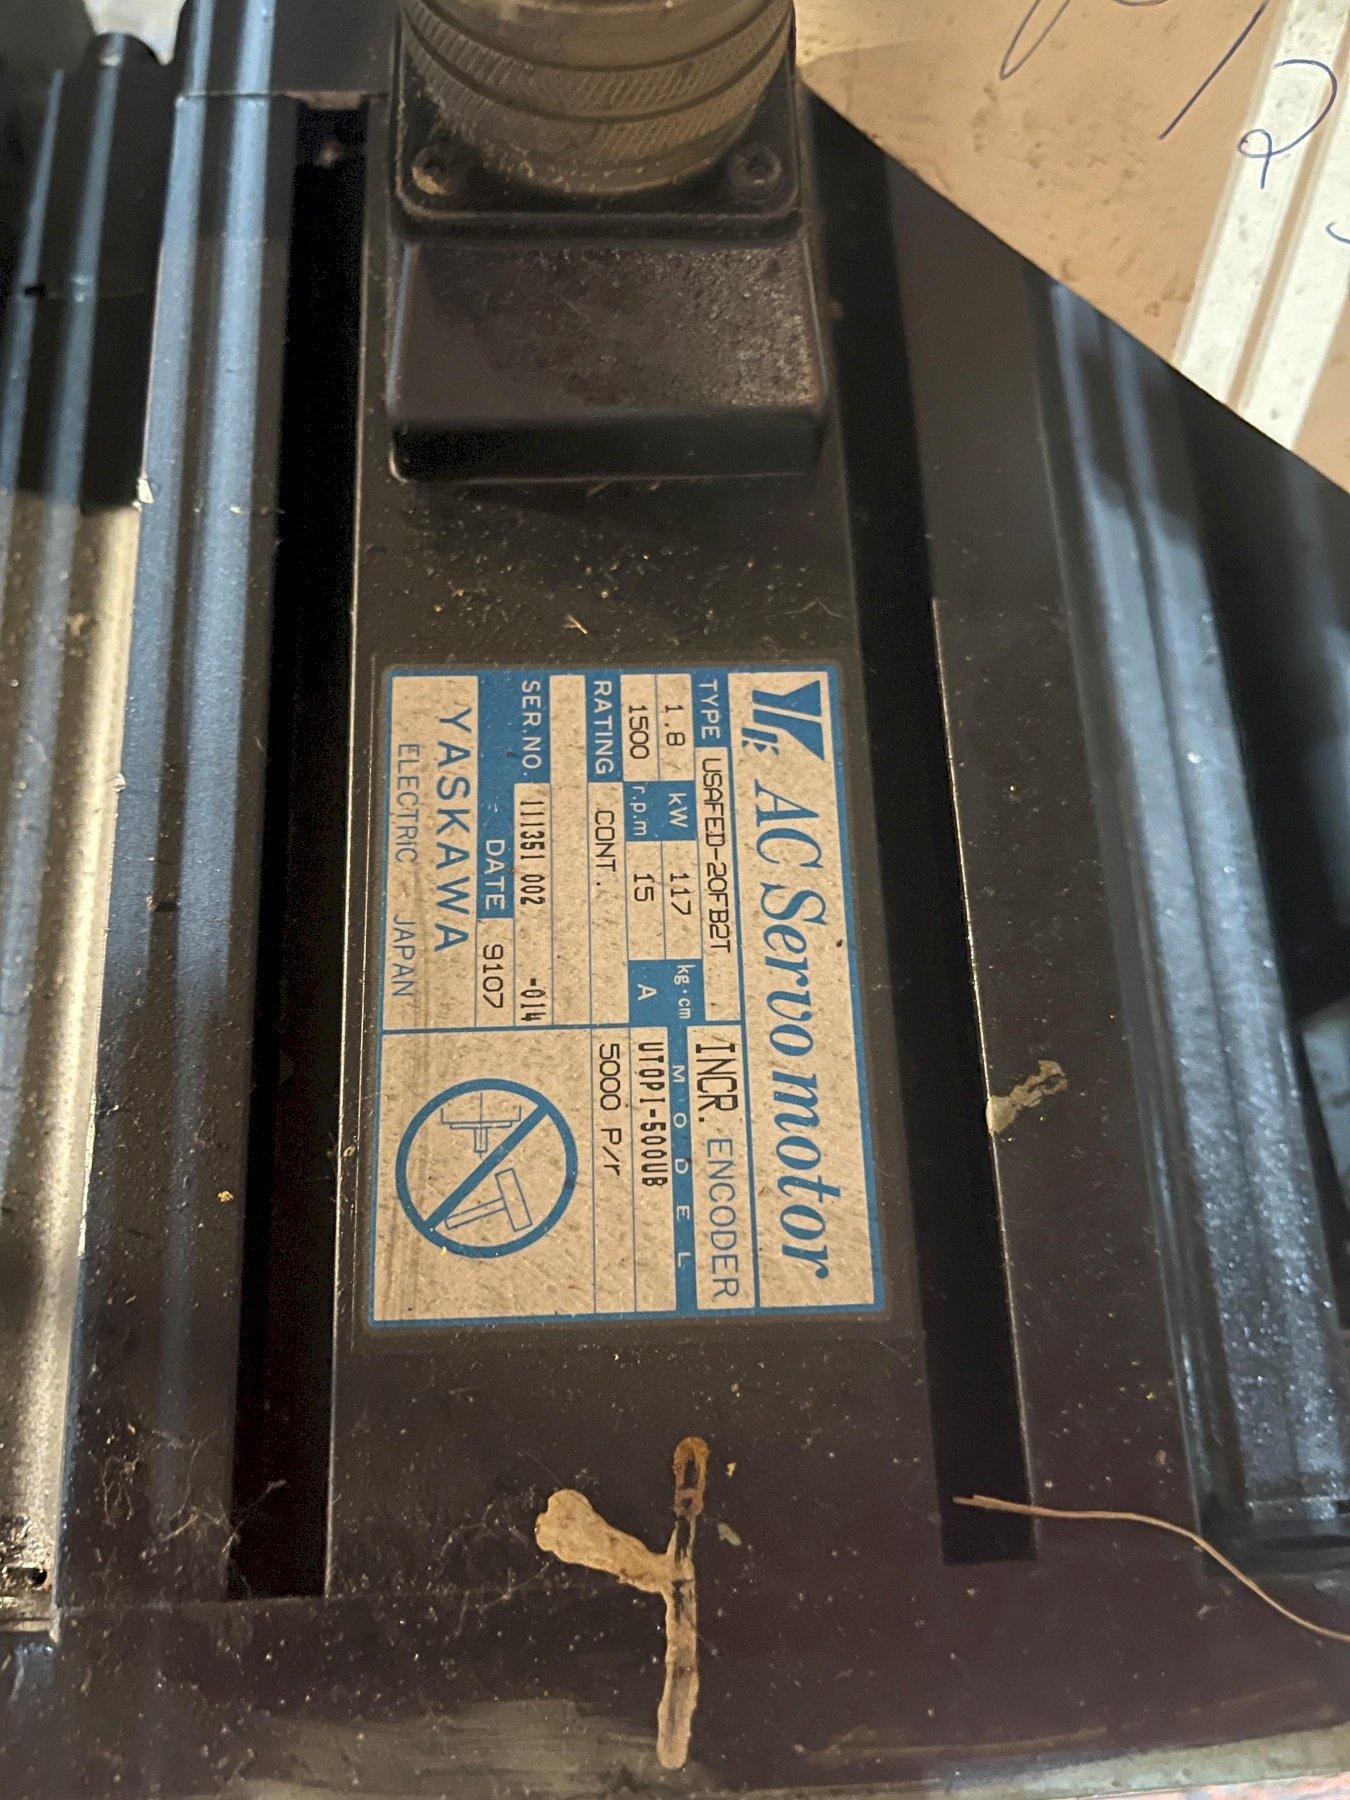 AC Servo motor
TYPE USAFED-20FB2T INCR. ENCODER
1.8 kW 117 kg·cm MODEL
1500 r.p.m 15 A UTOPI-500UB
RATING CONT. 5000 P/r
SER.NO. 111351 002 -014
DATE 9107
YASKAWA
ELECTRIC JAPAN